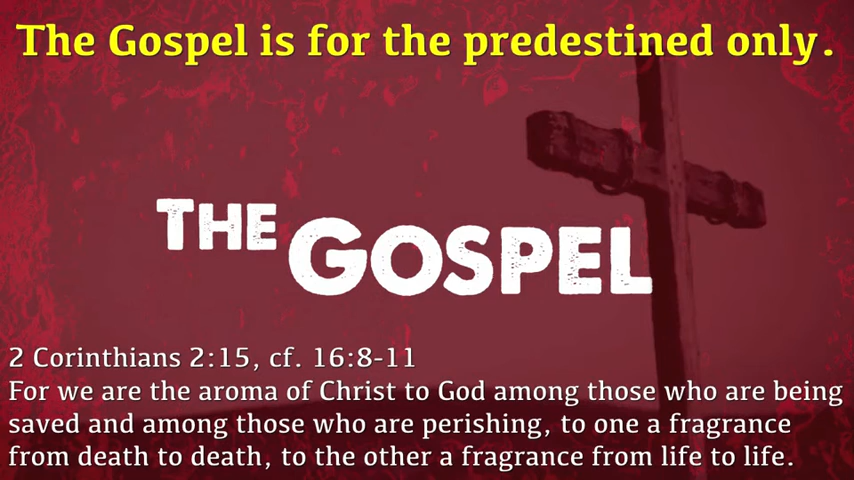 The Gospel is for the predestined only.
THE GOSPEL
2 Corinthians 2:15, cf. 16:8-11
For we are the aroma of Christ to God among those who are being
saved and among those who are perishing, to one a fragrance
from death to death, to the other a fragrance from life to life.